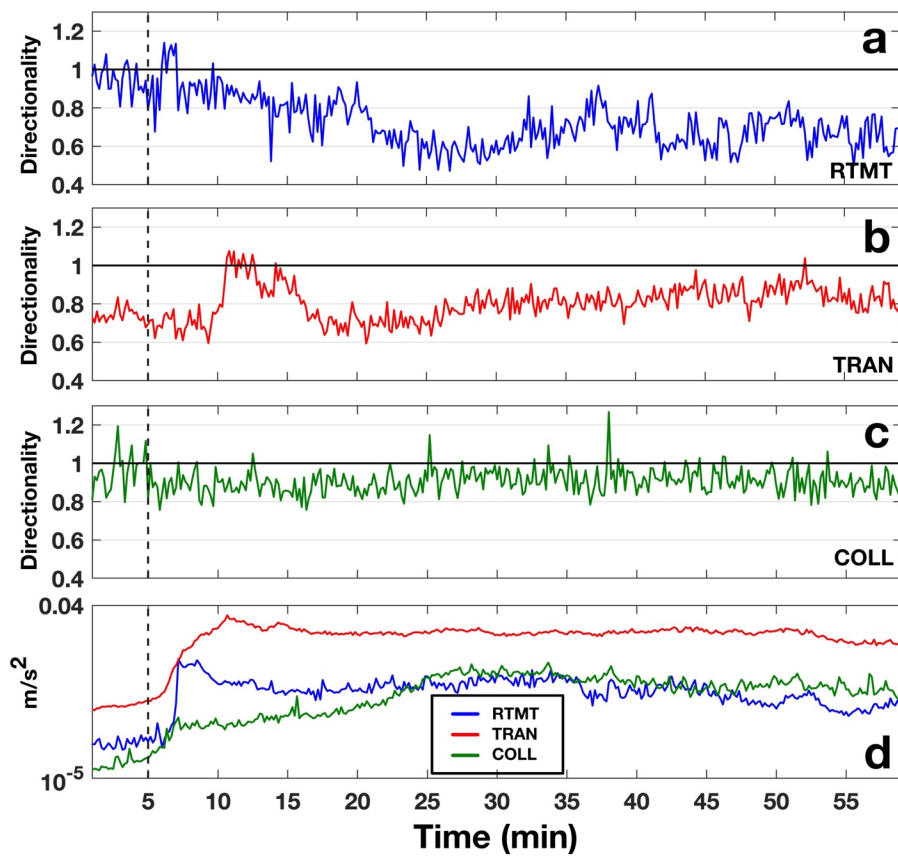 1.2
1
0.8
0.6
0.4
Directionality
a
RTMT
1.2
1
0.8
0.6
0.4
Directionality
b
TRAN
1.2
1
0.8
0.6
0.4
Directionality
c
COLL
0.04
m/s²
10⁻⁵
RTMT
TRAN
COLL
d
5 10 15 20 25 30 35 40 45 50 55
Time (min)